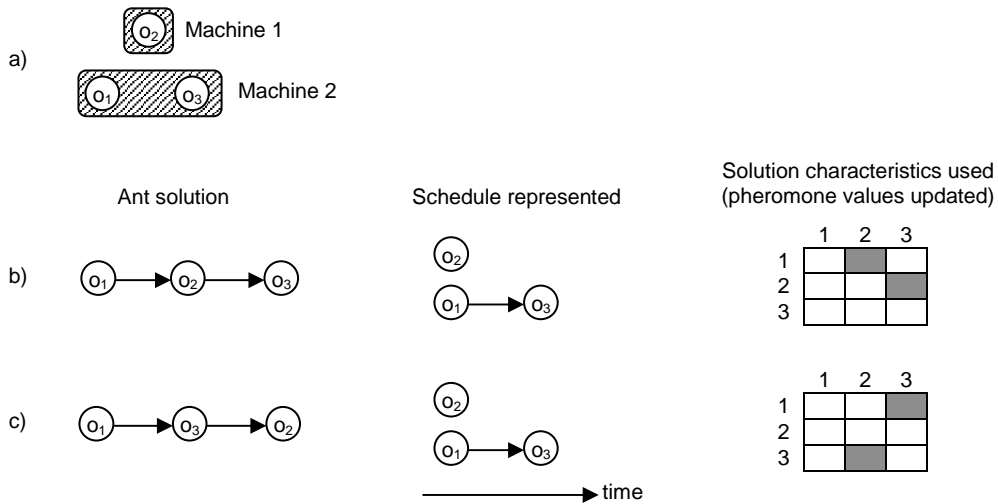 a)
o₂ Machine 1
o₁ o₃ Machine 2
Ant solution
Schedule represented
Solution characteristics used
(pheromone values updated)
b)
o₁ o₂ o₃
o₂
o₁ o₃
1 2 3
1
2
3
c)
o₁ o₃ o₂
o₂
o₁ o₃
1 2 3
1
2
3
time